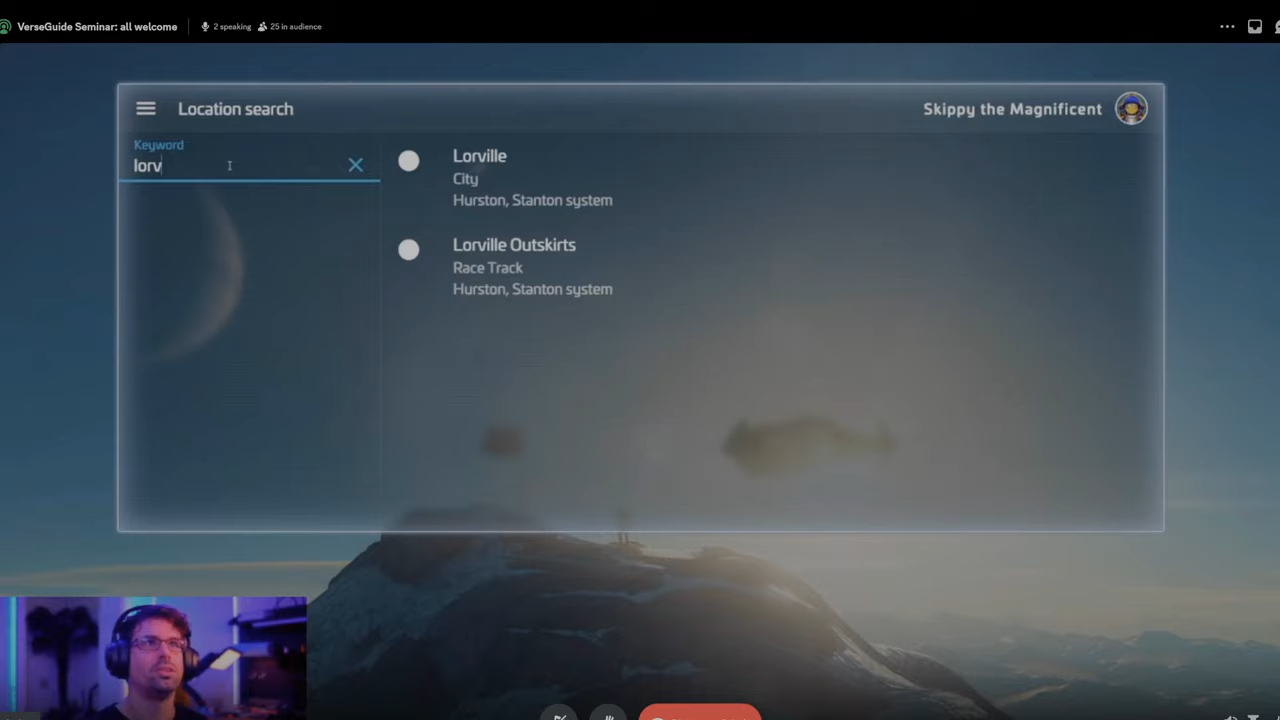 VerseGuide Seminar: all welcome
2 speaking
25 in audience
Location search
Skippy the Magnificent
Keyword
lorv
Lorville
City
Hurston, Stanton system
Lorville Outskirts
Race Track
Hurston, Stanton system